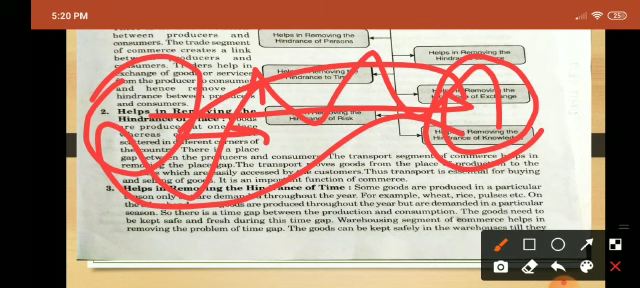 5:20 PM
25
between producers and
consumers. The trade segment
of commerce creates a link
between producers and
consumers. Traders help in
exchange of goods or services
from the producer to consumer
and hence remove
hindrance between producers
and consumers.
Helps in Removing the
Hindrance of Persons
Helps in Removing the
Helps in Removing the
Hindrance to Time
Helps in Removing the
of Exchange
Removing the
Hindrance of Risk
Helps in Removing the
of Knowledge
2. Helps in Removing the
Hindrance of Place : Goods
are produced at one place
whereas
scattered in different corners of
the country. There is a place
gap between the producers and consumers. The transport segment of commerce helps in
removing the place gap. The transport moves goods from the place of production to the
which are easily accessed by the customers. Thus transport is essential for buying
and selling of goods. It is an important function of commerce.
3. Helps in Removing the Hindrance of Time : Some goods are produced in a particular
season only but are demanded throughout the year. For example, wheat, rice, pulses etc. On
the goods are produced throughout the year but are demanded in a particular
season. So there is a time gap between the production and consumption. The goods need to
be kept safe and fresh during this time gap. Warehousing segment of commerce helps in
removing the problem of time gap. The goods can be kept safely in the warehouses till they